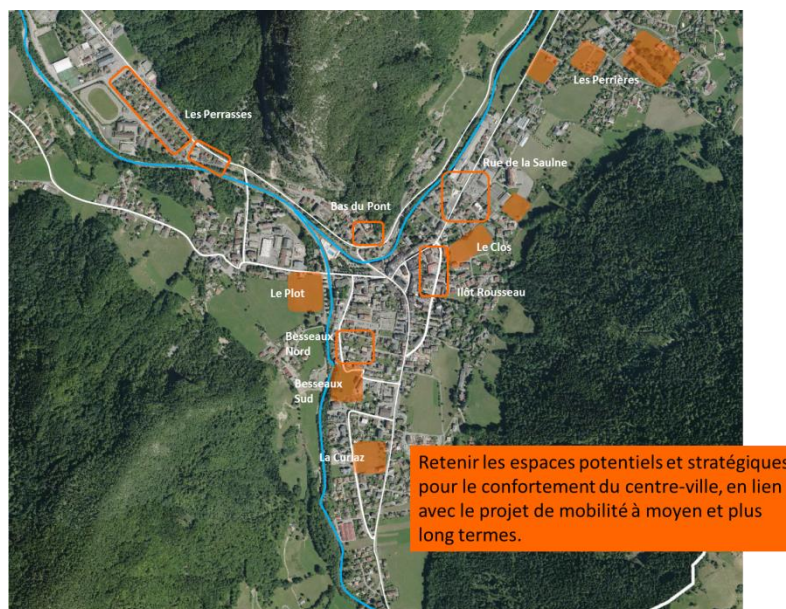 Les Perrières
Les Perrasses
Rue de la Saulne
Bas du Pont
Le Clos
Le Plot
Ilôt Rousseau
Besseaux
Nord
Besseaux
Sud
La Curiaz
Retenir les espaces potentiels et stratégiques
pour le confortement du centre-ville, en lien
avec le projet de mobilité à moyen et plus
long termes.